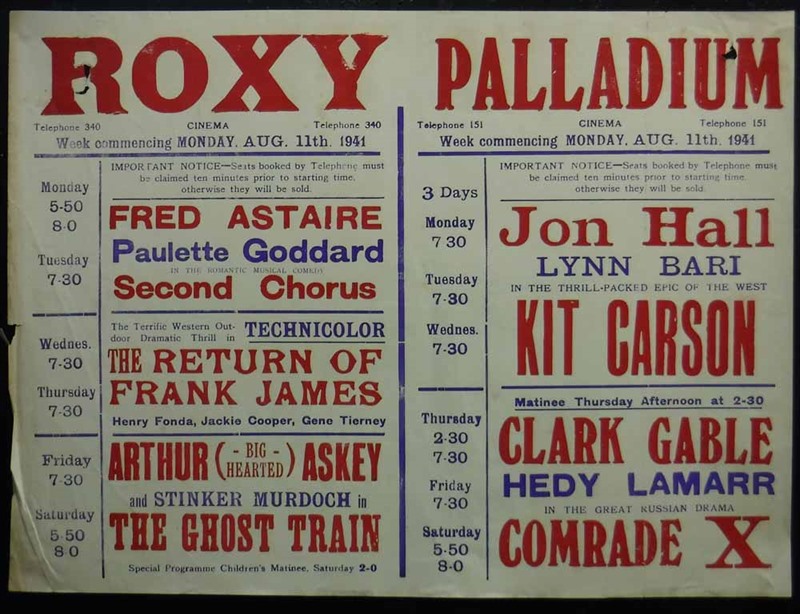 ROXY
Telephone 340 CINEMA Telephone 340
Week commencing MONDAY, AUG. 11th. 1941
Monday
5-50
8-0
Tuesday
7-30
IMPORTANT NOTICE—Seats booked by Telephone must
be claimed ten minutes prior to starting time,
otherwise they will be sold.
FRED ASTAIRE
Paulette Goddard
IN THE ROMANTIC MUSICAL COMEDY
Second Chorus
Wednes.
7-30
Thursday
7-30
The Terrific Western Out-
door Dramatic Thrill in TECHNICOLOR
THE RETURN OF
FRANK JAMES
Henry Fonda, Jackie Cooper, Gene Tierney
Friday
7-30
Saturday
5 50
8 0
ARTHUR (- BIG -
HEARTED) ASKEY
and STINKER MURDOCH in
THE GHOST TRAIN
Special Programme Children's Matinee, Saturday 2-0
PALLADIUM
Telephone 151 CINEMA Telephone 151
Week commencing MONDAY, AUG. 11th. 1941
3 Days
Monday
7 30
Tuesday
7-30
Wednes.
7-30
IMPORTANT NOTICE—Seats booked by Telephone must
be claimed ten minutes prior to starting time,
otherwise they will be sold.
Jon Hall
LYNN BARI
IN THE THRILL-PACKED EPIC OF THE WEST
KIT CARSON
Thursday
2-30
7-30
Friday
7-30
Saturday
5-50
8-0
Matinee Thursday Afternoon at 2-30
CLARK GABLE
HEDY LAMARR
IN THE GREAT RUSSIAN DRAMA
COMRADE X